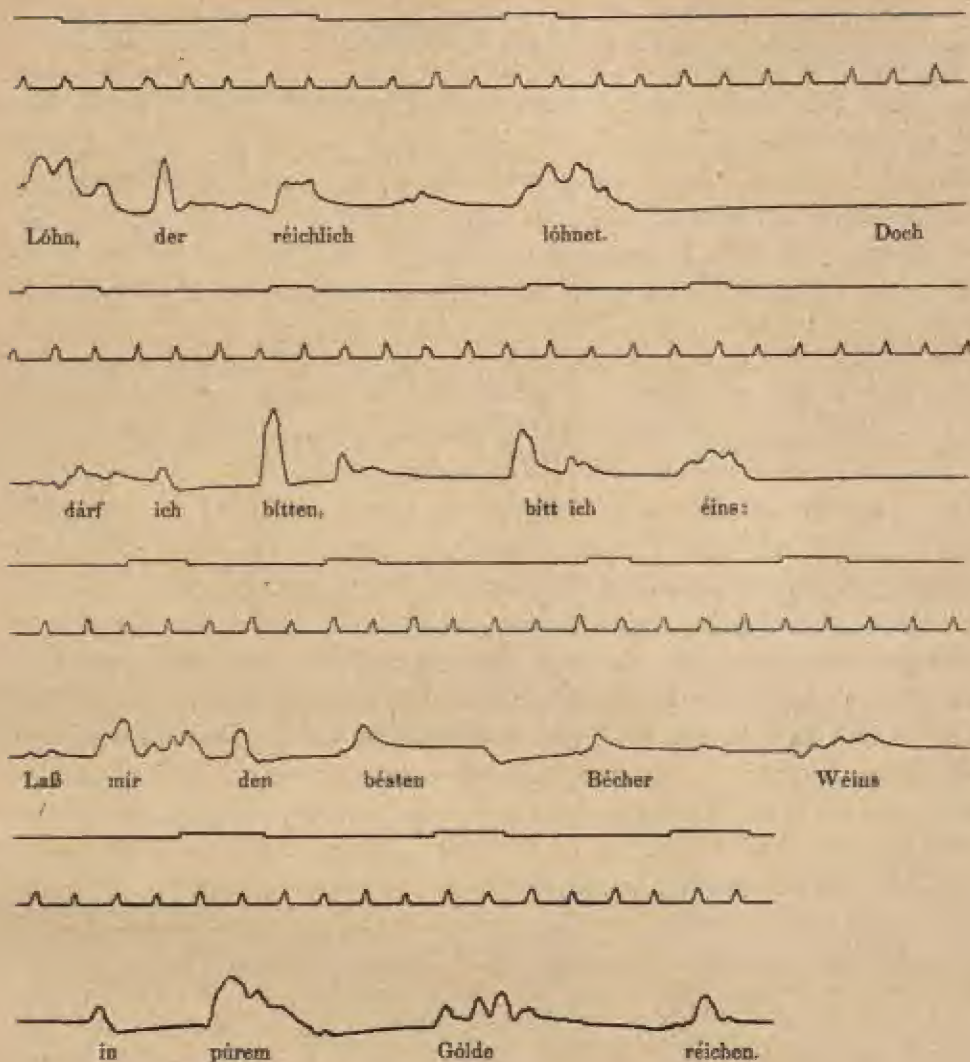 Lóhn, der réichlich lóhnet. Doch
dárf ich bítten, bítt ich éins:
Laß mir den bésten Bécher Wéins
in púrem Gólde réichen.